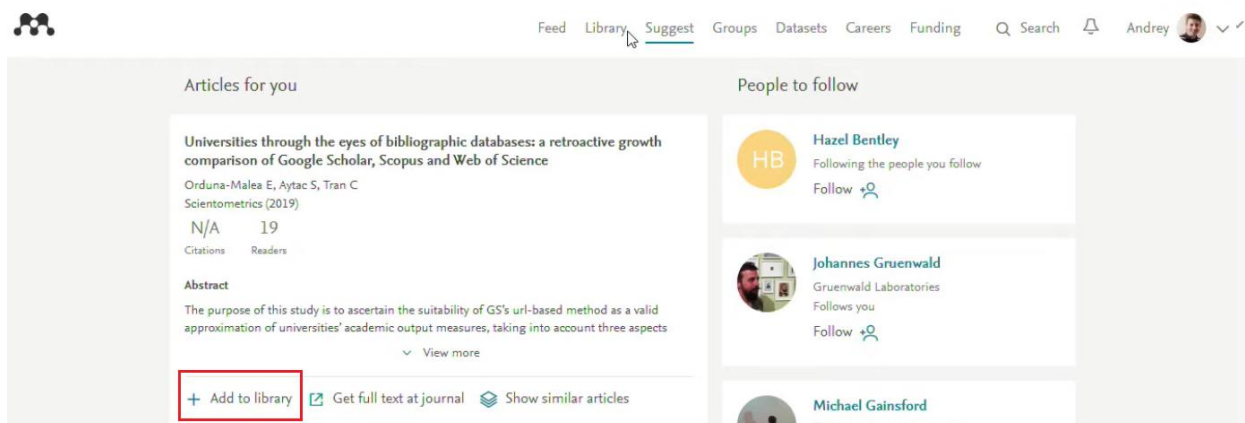 Feed Library Suggest Groups Datasets Careers Funding Search Andrey
Articles for you
Universities through the eyes of bibliographic databases: a retroactive growth
comparison of Google Scholar, Scopus and Web of Science
Orduna-Malea E, Aytac S, Tran C
Scientometrics (2019)
N/A 19
Citations Readers
Abstract
The purpose of this study is to ascertain the suitability of GS's url-based method as a valid
approximation of universities' academic output measures, taking into account three aspects
View more
Add to library Get full text at journal Show similar articles
People to follow
HB
Hazel Bentley
Following the people you follow
Follow
Johannes Gruenwald
Gruenwald Laboratories
Follows you
Follow
Michael Gainsford